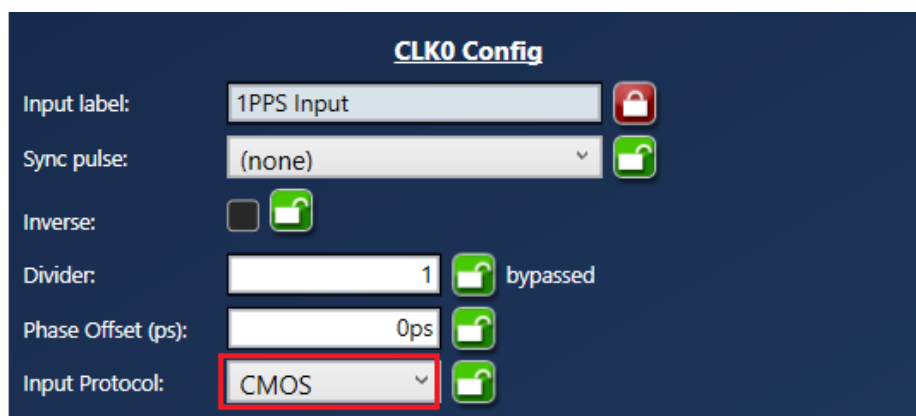 CLK0 Config
Input label: 1PPS Input
Sync pulse: (none)
Inverse:
Divider: 1 bypassed
Phase Offset (ps): 0ps
Input Protocol: CMOS